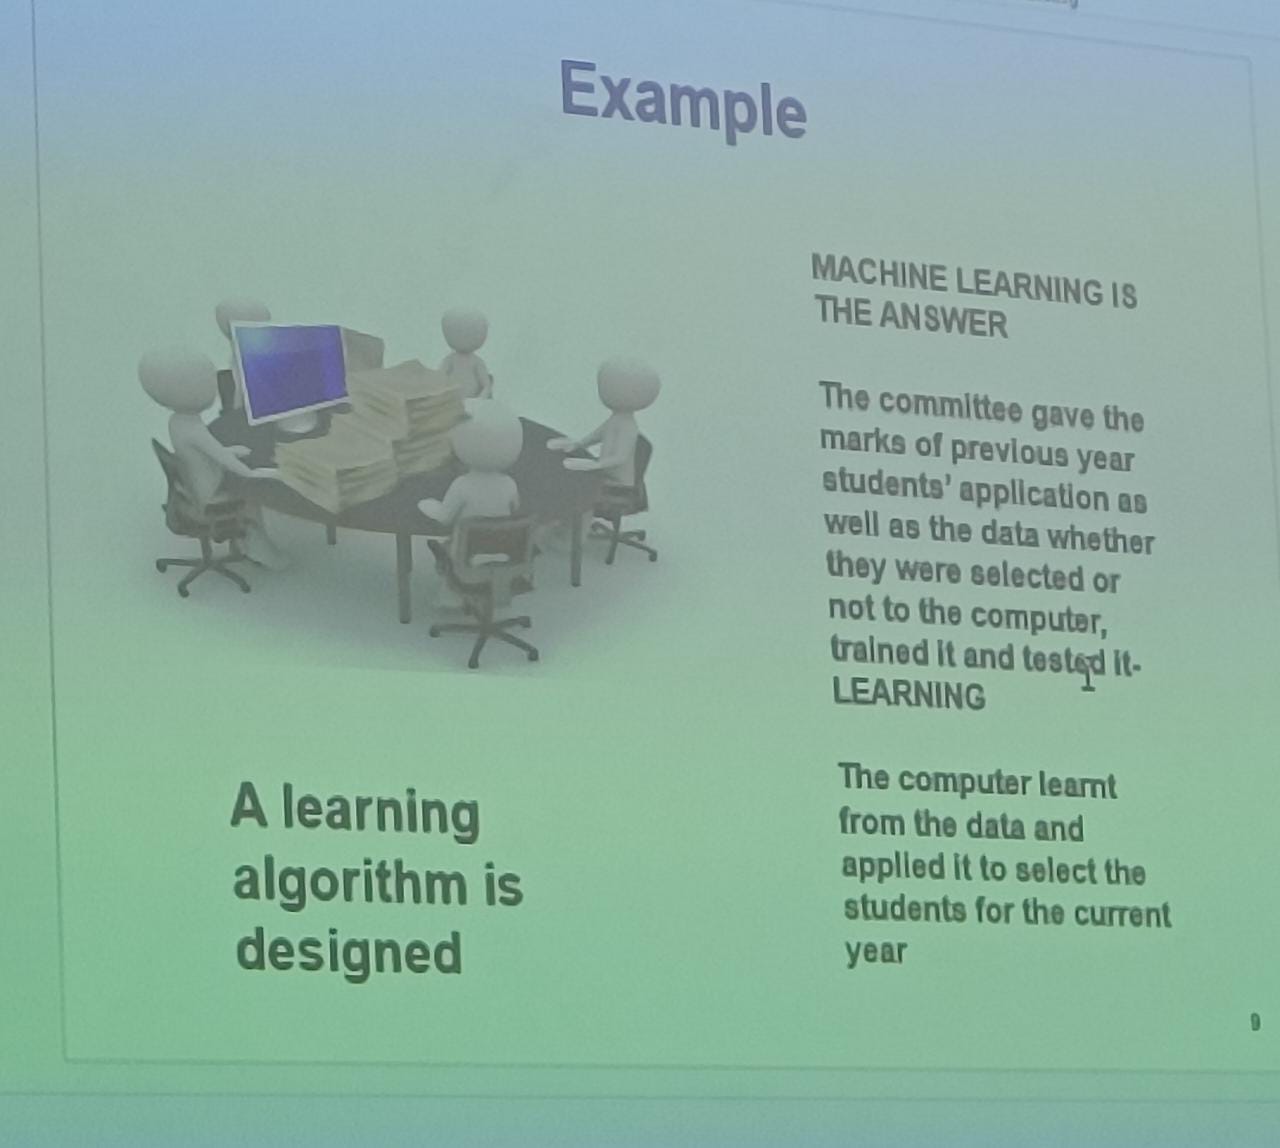 Example
MACHINE LEARNING IS
THE ANSWER
The committee gave the
marks of previous year
students' application as
well as the data whether
they were selected or
not to the computer,
trained it and tested it-
LEARNING
The computer learnt
from the data and
applied it to select the
students for the current
year
A learning
algorithm is
designed
9